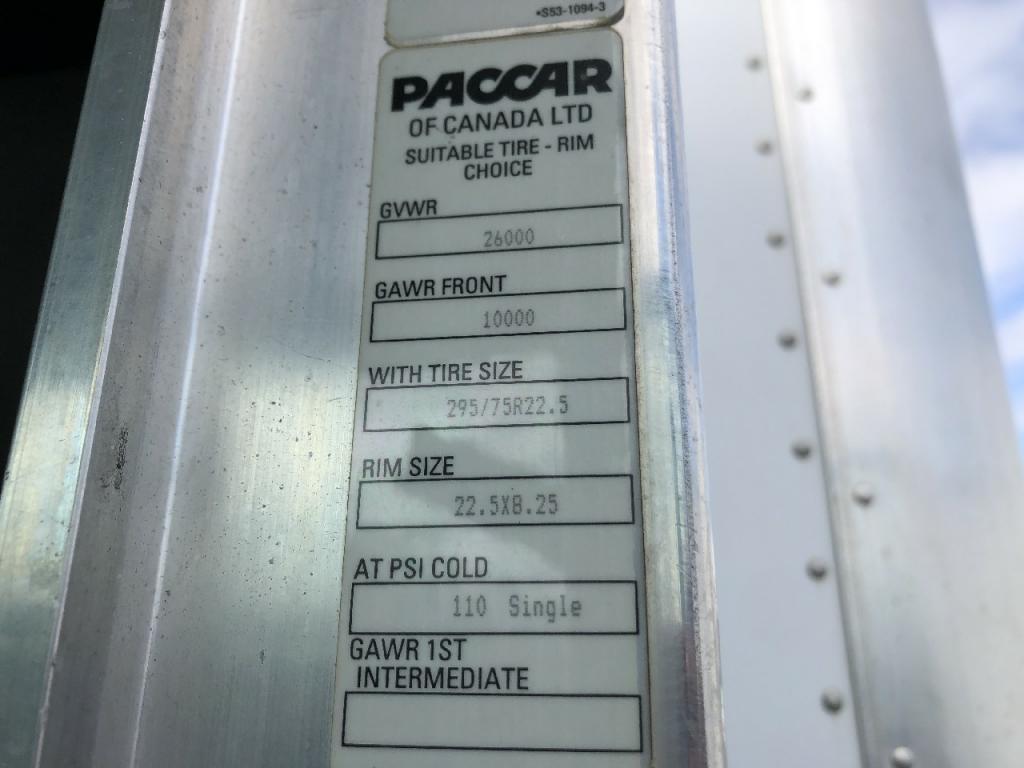 •S53-1094-3
PACCAR
OF CANADA LTD
SUITABLE TIRE - RIM
CHOICE
GVWR
26000
GAWR FRONT
10000
WITH TIRE SIZE
295/75R22.5
RIM SIZE
22.5X8.25
AT PSI COLD
110 Single
GAWR 1ST
INTERMEDIATE